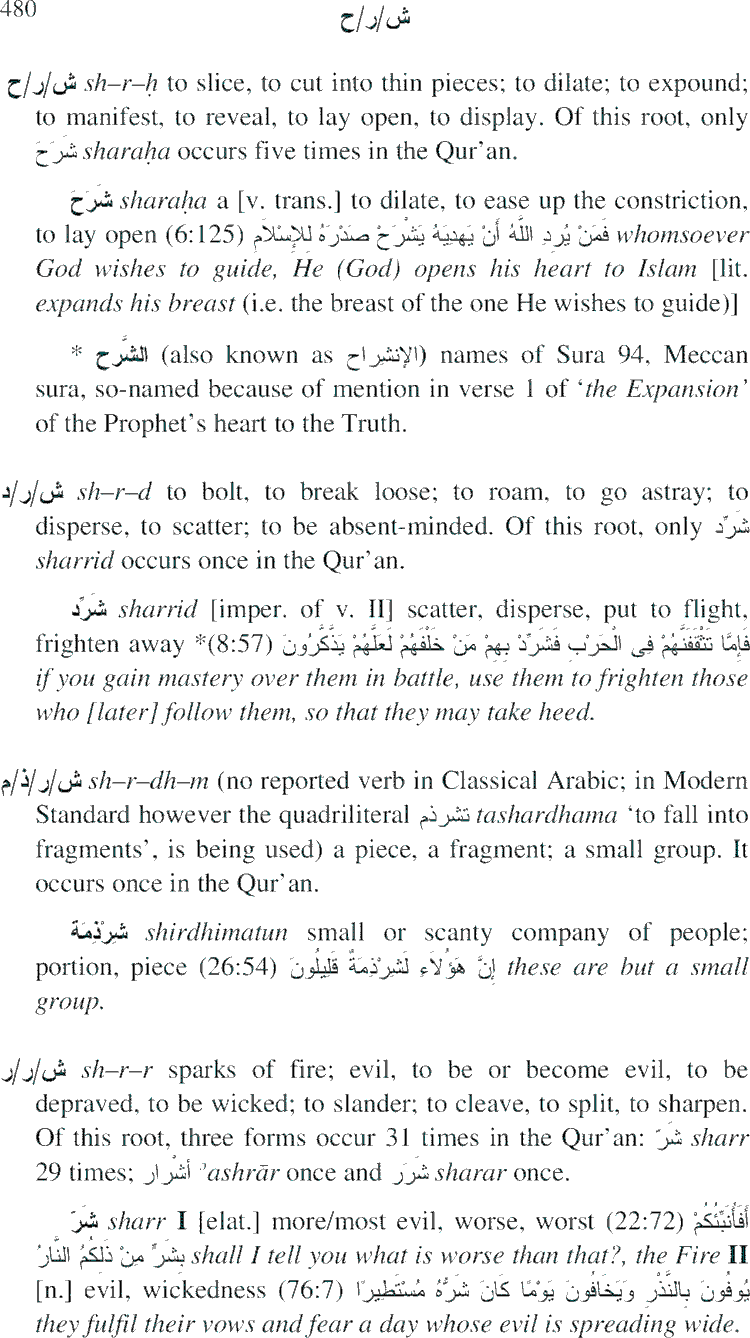 480
ش/ر/ح
ش/ر/ح sh–r–ḥ to slice, to cut into thin pieces; to dilate; to expound;
to manifest, to reveal, to lay open, to display. Of this root, only
شَرَحَ sharaḥa occurs five times in the Qur’an.
شَرَحَ sharaḥa a [v. trans.] to dilate, to ease up the constriction,
to lay open (6:125) فَمَنْ يُرِدِ اللَّهُ أَنْ يَهدِيَهُ يَشْرَحْ صَدْرَهُ لِلإِسْلَامِ whomsoever
God wishes to guide, He (God) opens his heart to Islam [lit.
expands his breast (i.e. the breast of the one He wishes to guide)]
* الشَّرح (also known as الإنشيراح) names of Sura 94, Meccan
sura, so-named because of mention in verse 1 of ‘the Expansion’
of the Prophet’s heart to the Truth.
ش/ر/د sh–r–d to bolt, to break loose; to roam, to go astray; to
disperse, to scatter; to be absent-minded. Of this root, only شَرِّد
sharrid occurs once in the Qur’an.
شَرِّد sharrid [imper. of v. II] scatter, disperse, put to flight,
frighten away *(8:57) فَإِمَّا تَثْقَفَنَّهُمْ فِى الْحَرْبِ فَشَرِّدْ بِهِمْ مَنْ خَلْفَهُمْ لَعَلَّهُمْ يَذَّكَّرُونَ
if you gain mastery over them in battle, use them to frighten those
who [later] follow them, so that they may take heed.
ش/ر/ذ/م sh–r–dh–m (no reported verb in Classical Arabic; in Modern
Standard however the quadriliteral تشرذم tashardhama ‘to fall into
fragments’, is being used) a piece, a fragment; a small group. It
occurs once in the Qur’an.
شِرْذِمَة shirdhimatun small or scanty company of people;
portion, piece (26:54) إِنَّ هَؤُلَاءِ لَشِرْذِمَةٌ قَلِيلُونَ these are but a small
group.
ش/ر/ر sh–r–r sparks of fire; evil, to be or become evil, to be
depraved, to be wicked; to slander; to cleave, to split, to sharpen.
Of this root, three forms occur 31 times in the Qur’an: شَرّ sharr
29 times; أشْرار ʾashrār once and شَرَر sharar once.
شَرّ sharr I [elat.] more/most evil, worse, worst (22:72) أَفَأُنَبِّئُكُمْ
بِشَرٍّ مِنْ ذَلِكُمُ النَّارُ shall I tell you what is worse than that?, the Fire II
[n.] evil, wickedness (76:7) يُوفُونَ بِالنَّذْرِ وَيَخَافُونَ يَوْمًا كَانَ شَرُّهُ مُسْتَطِيرًا
they fulfil their vows and fear a day whose evil is spreading wide.